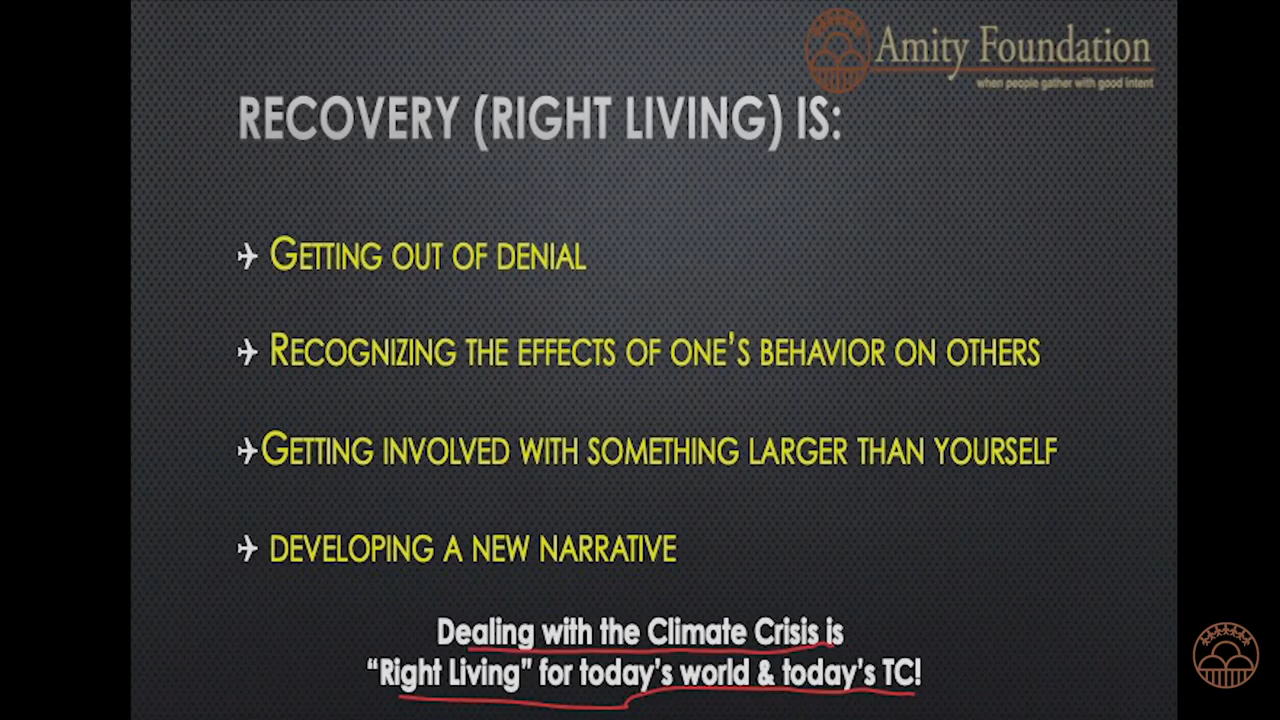 Amity Foundation
when people gather with good intent
RECOVERY (RIGHT LIVING) IS:
GETTING OUT OF DENIAL
RECOGNIZING THE EFFECTS OF ONE'S BEHAVIOR ON OTHERS
GETTING INVOLVED WITH SOMETHING LARGER THAN YOURSELF
DEVELOPING A NEW NARRATIVE
Dealing with the Climate Crisis is
“Right Living” for today's world & today's TC!